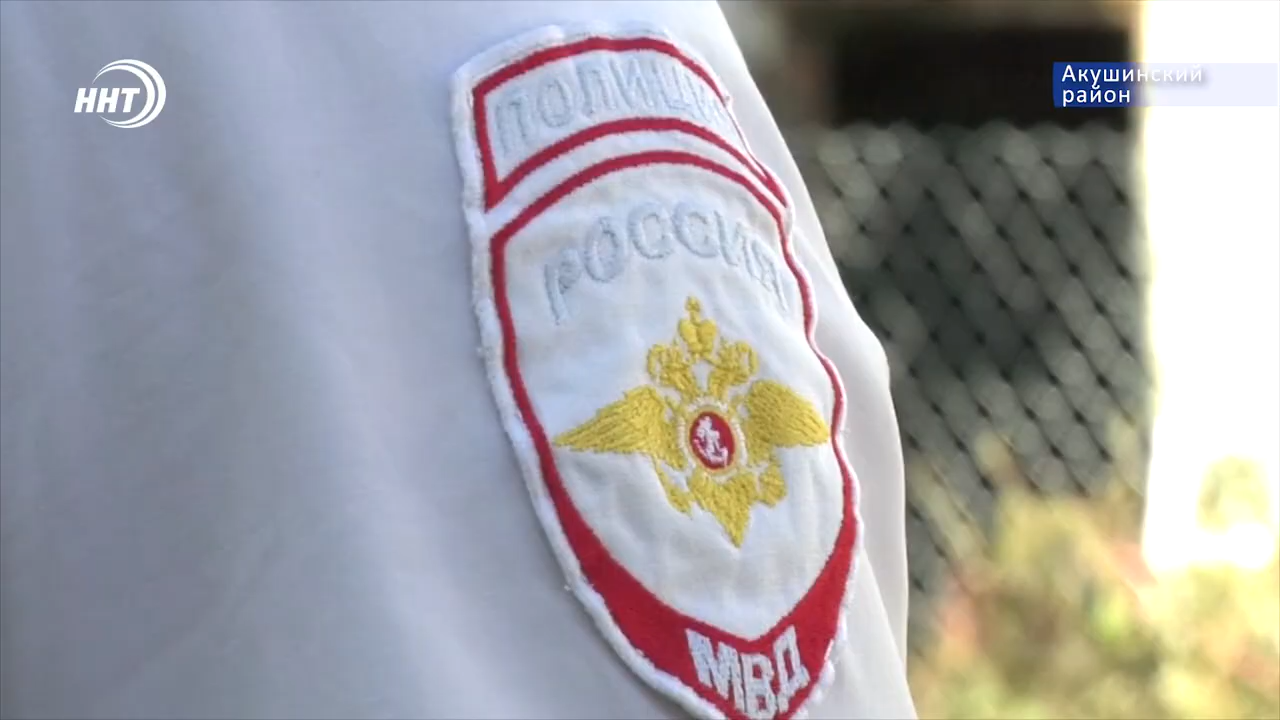 ННТ
Акушинский
район
ПОЛИЦИЯ
РОССИЯ
МВД